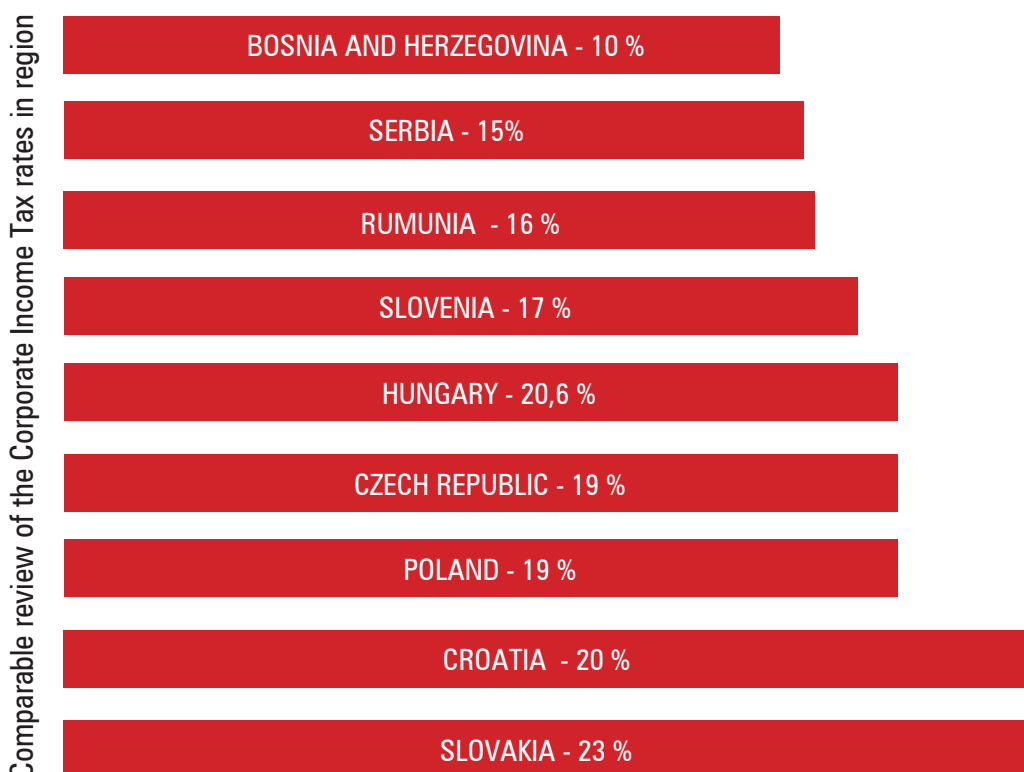 Comparable review of the Corporate Income Tax rates in region
BOSNIA AND HERZEGOVINA - 10 %
SERBIA - 15%
RUMUNIA - 16 %
SLOVENIA - 17 %
HUNGARY - 20,6 %
CZECH REPUBLIC - 19 %
POLAND - 19 %
CROATIA - 20 %
SLOVAKIA - 23 %